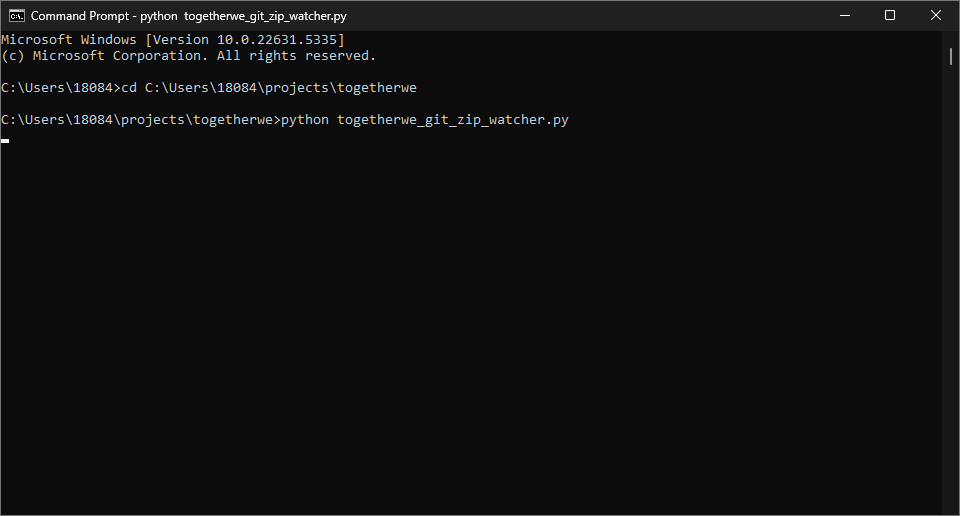 Command Prompt - python  togetherwe_git_zip_watcher.py
Microsoft Windows [Version 10.0.22631.5335]
(c) Microsoft Corporation. All rights reserved.
C:\Users\18084>cd C:\Users\18084\projects\togetherwe
C:\Users\18084\projects\togetherwe>python togetherwe_git_zip_watcher.py